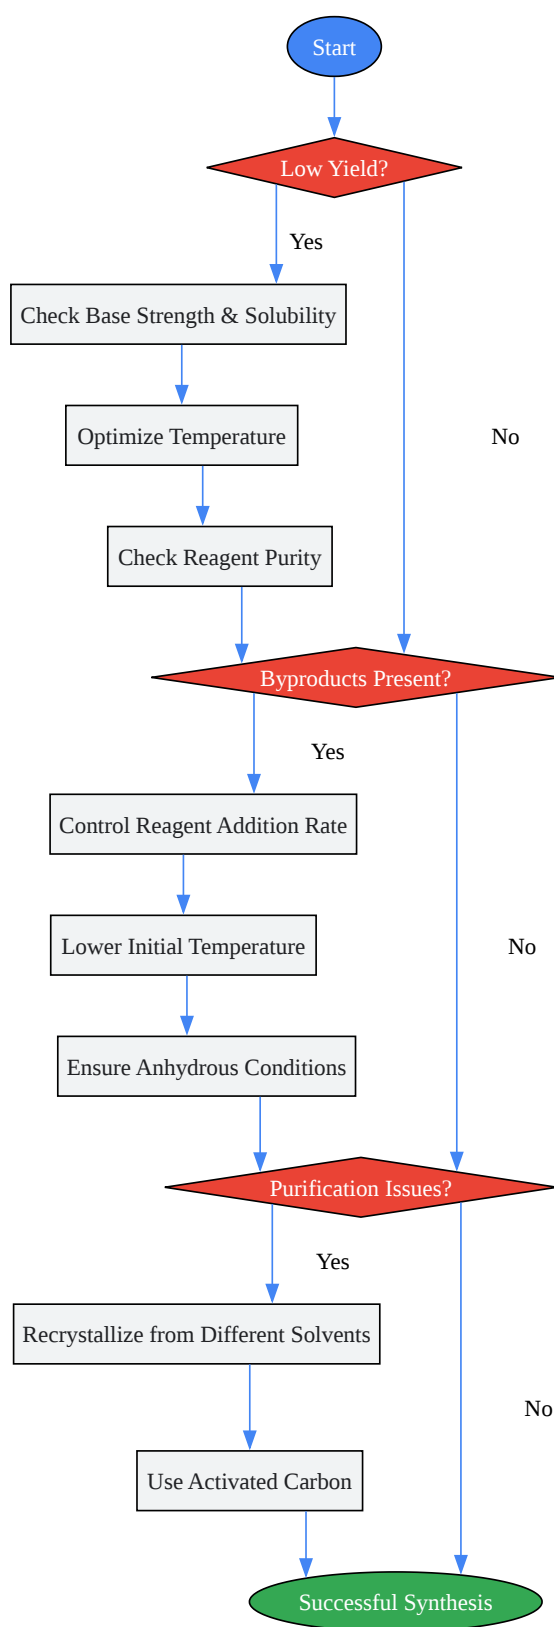 Start
Low Yield?
Yes
Check Base Strength & Solubility
Optimize Temperature
No
Check Reagent Purity
Byproducts Present?
Yes
Control Reagent Addition Rate
Lower Initial Temperature
No
Ensure Anhydrous Conditions
Purification Issues?
Yes
Recrystallize from Different Solvents
No
Use Activated Carbon
Successful Synthesis